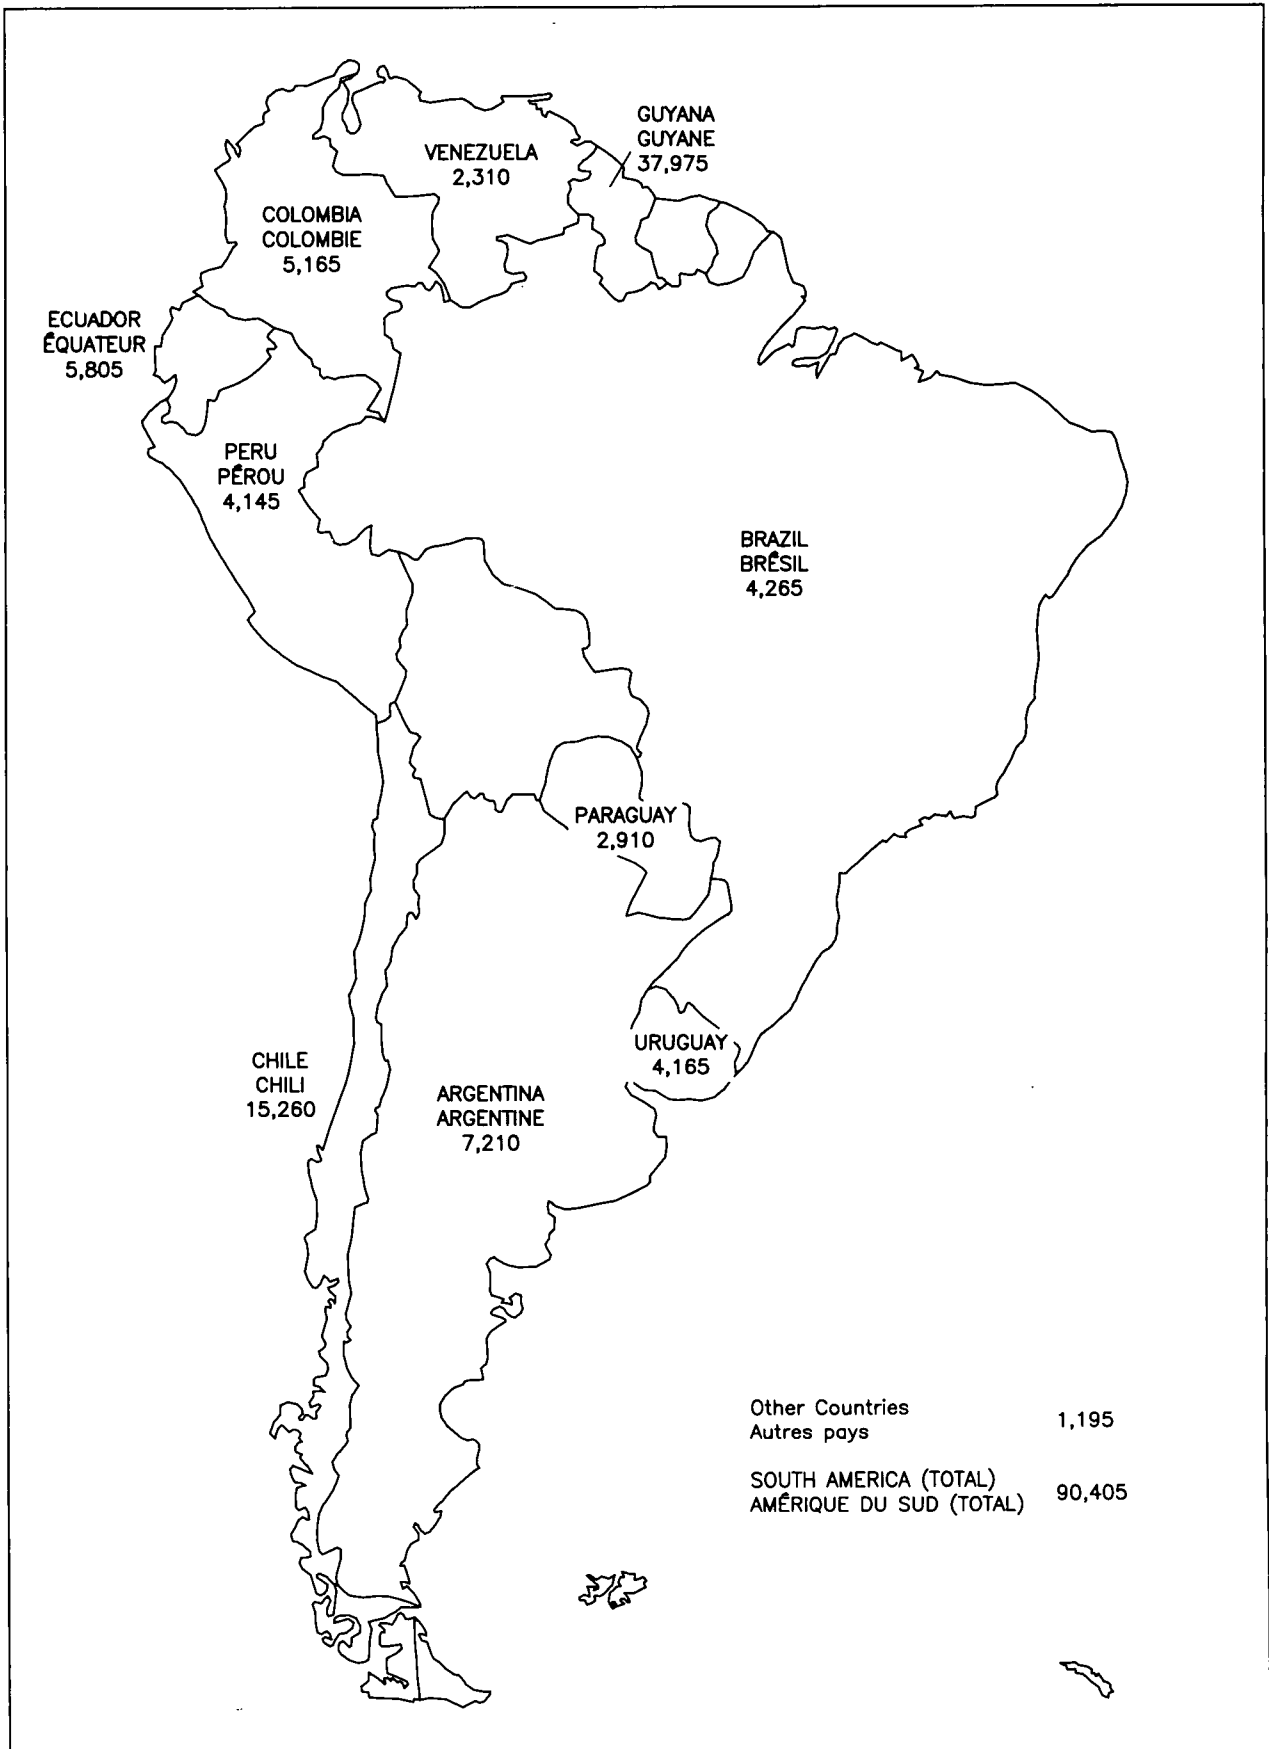 GUYANA
GUYANE
37,975
VENEZUELA
2,310
COLOMBIA
COLOMBIE
5,165
ECUADOR
ÉQUATEUR
5,805
PERU
PÉROU
4,145
BRAZIL
BRÉSIL
4,265
PARAGUAY
2,910
URUGUAY
4,165
CHILE
CHILI
15,260
ARGENTINA
ARGENTINE
7,210
Other Countries
Autres pays
1,195
SOUTH AMERICA (TOTAL)
AMÉRIQUE DU SUD (TOTAL)
90,405